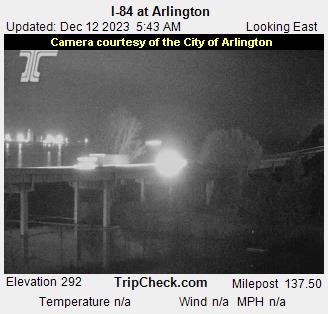 I-84 at Arlington
Updated: Dec 12 2023 5:43 AM Looking East
Camera courtesy of the City of Arlington
Elevation 292 TripCheck.com Milepost 137.50
Temperature n/a Wind n/a MPH n/a